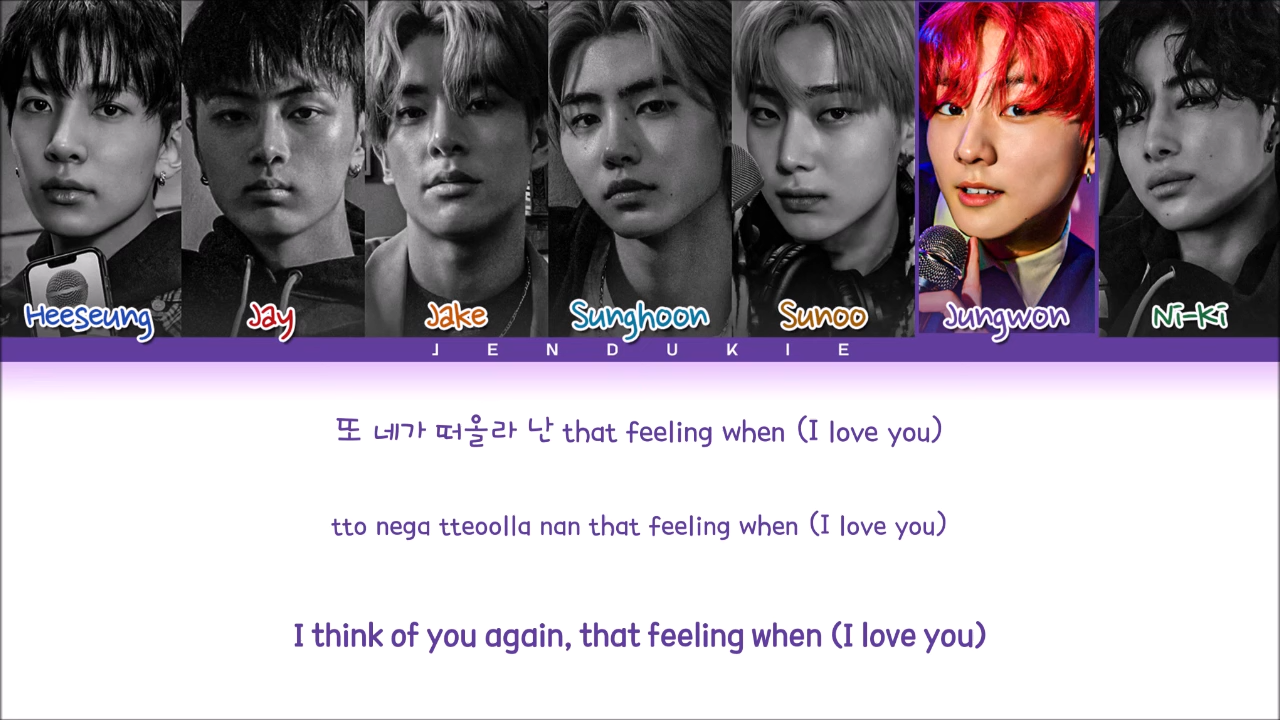 Heeseung Jay Jake Sunghoon Sunoo Jungwon Ni-Ki
JENDUKIE
또 네가 떠올라 난 that feeling when (I love you)
tto nega tteoolla nan that feeling when (I love you)
I think of you again, that feeling when (I love you)